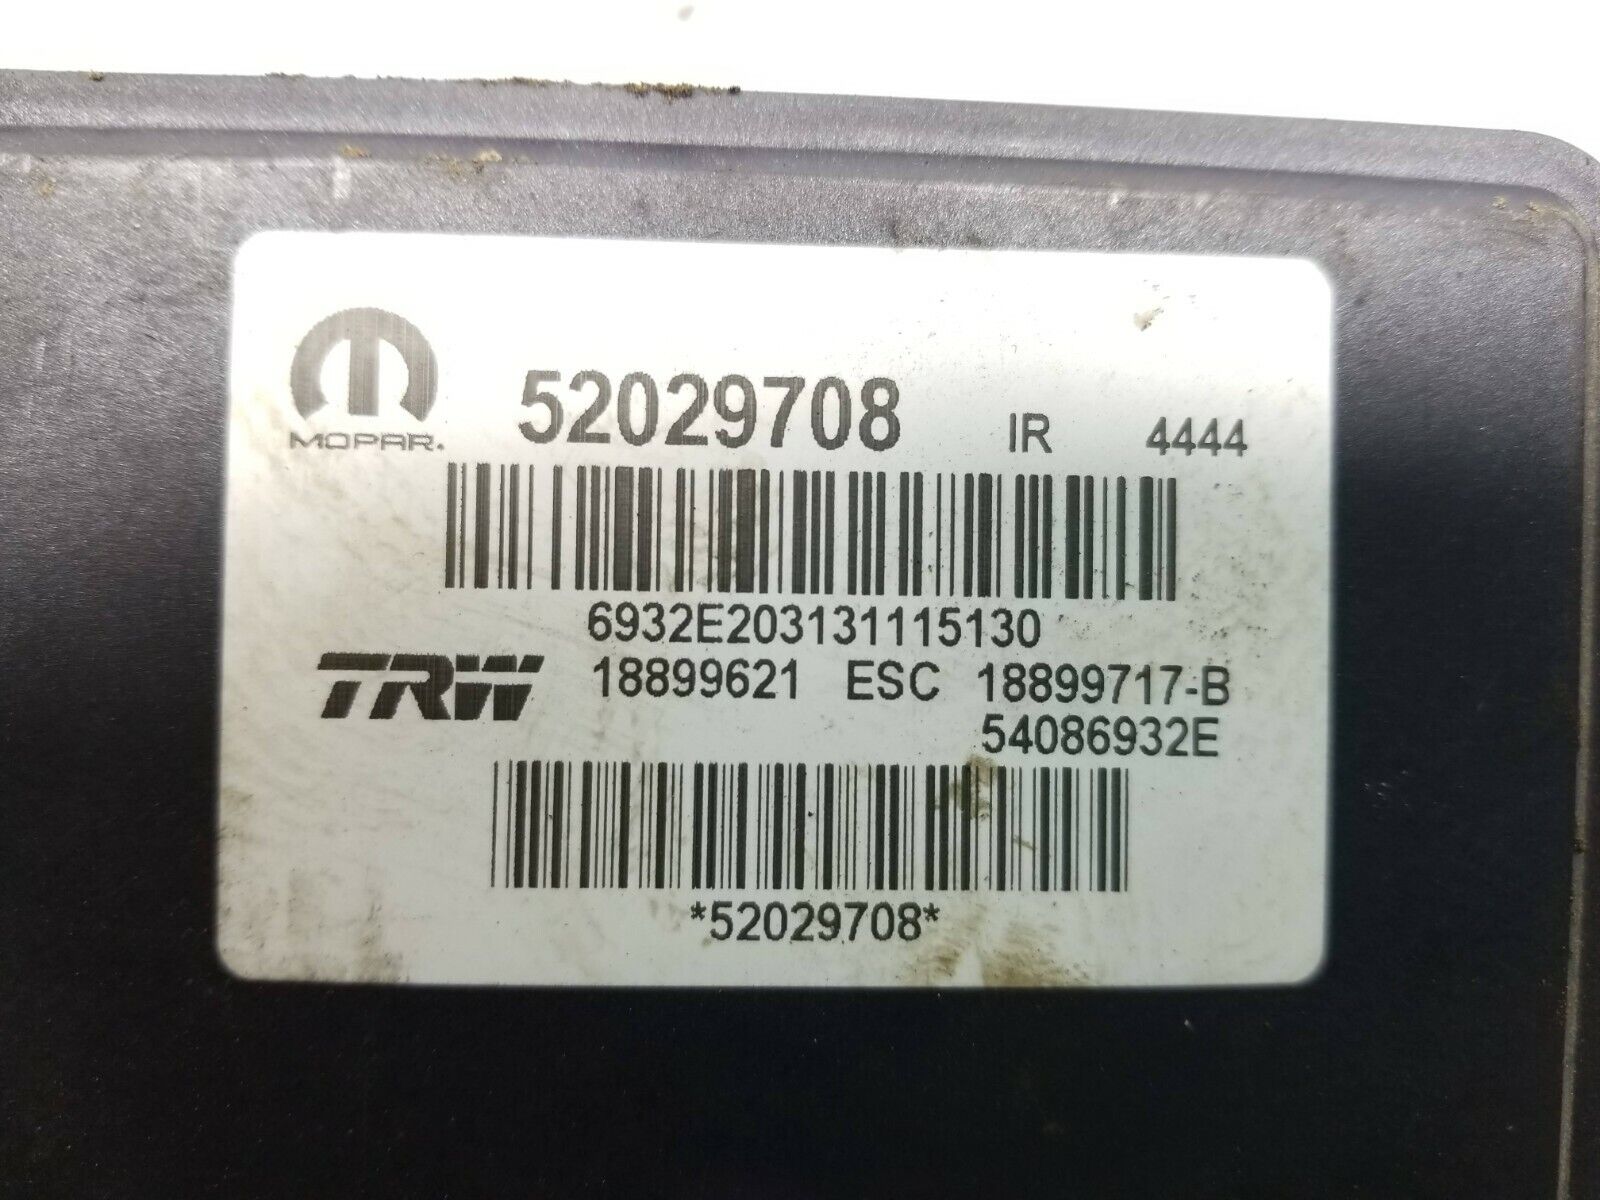 MOPAR. 52029708 IR 4444
6932E203131115130
TRW 18899621 ESC 18899717-B
54086932E
*52029708*